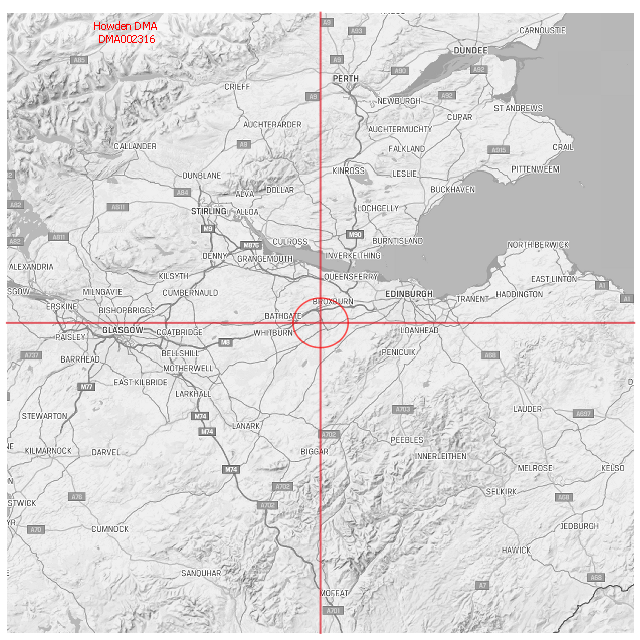 Howden DMA
DMA002316
A9
A93
CARNOUSTIE
DUNDEE
A85
A9
PERTH
A90
A92
CRIEFF
A9
NEWBURGH
A92
ST ANDREWS
CUPAR
AUCHTERARDER
AUCHTERMUCHTY
CALLANDER
A9
FALKLAND
A915
CRAIL
KINROSS
LESLIE
PITTENWEEM
DUNBLANE
DOLLAR
BUCKHAVEN
A84
ALVA
A811
STIRLING
ALLOA
LOCHGELLY
A82
M9
M90
A811
A82
M876
CULROSS
BURNTISLAND
NORTH BERWICK
DENNY
GRANGEMOUTH
INVERKEITHING
ALEXANDRIA
KILSYTH
QUEENSFERRY
EAST LINTON
A1
SGOW
MILNGAVIE
CUMBERNAULD
EDINBURGH
TRANENT
HADDINGTON
A1
BROXBURN
ERSKINE
BISHOPBRIGGS
BATHGATE
GLASGOW
COATBRIDGE
WHITBURN
LOANHEAD
PAISLEY
M8
A737
BARRHEAD
BELLSHILL
PENICUIK
A68
MOTHERWELL
M77
EAST KILBRIDE
D
LARKHALL
A703
LAUDER
A697
STEWARTON
M74
LANARK
M74
A702
PEEBLES
NE
KILMARNOCK
DARVEL
BIGGAR
INNERLEITHEN
M74
MELROSE
KELSO
ON
A702
SELKIRK
A76
A68
STWICK
A702
YR
A70
CUMNOCK
JEDBURGH
HAWICK
E
SANQUHAR
A7
A68
MOFFAT
A701